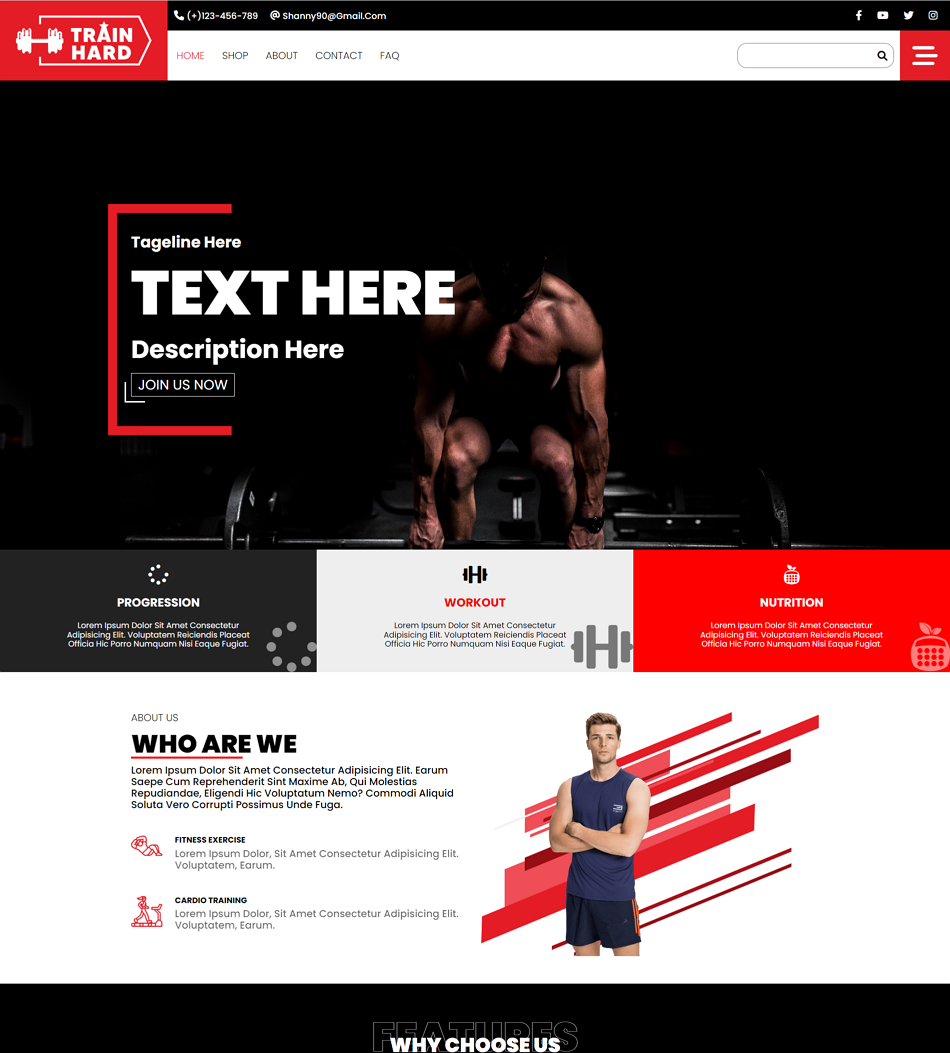 TRAIN
HARD
(+)123-456-789 Shanny90@Gmail.Com
HOME SHOP ABOUT CONTACT FAQ
Tageline Here
TEXT HERE
Description Here
JOIN US NOW
PROGRESSION
Lorem Ipsum Dolor Sit Amet Consectetur
Adipisicing Elit. Voluptatem Reiciendis Placeat
Officia Hic Porro Numquam Nisi Eaque Fugiat.
WORKOUT
Lorem Ipsum Dolor Sit Amet Consectetur
Adipisicing Elit. Voluptatem Reiciendis Placeat
Officia Hic Porro Numquam Nisi Eaque Fugiat.
NUTRITION
Lorem Ipsum Dolor Sit Amet Consectetur
Adipisicing Elit. Voluptatem Reiciendis Placeat
Officia Hic Porro Numquam Nisi Eaque Fugiat.
ABOUT US
WHO ARE WE
Lorem Ipsum Dolor Sit Amet Consectetur Adipisicing Elit. Earum
Saepe Cum Reprehenderit Sint Maxime Ab, Qui Molestias
Repudiandae, Eligendi Hic Voluptatum Nemo? Commodi Aliquid
Soluta Vero Corrupti Possimus Unde Fuga.
FITNESS EXERCISE
Lorem Ipsum Dolor, Sit Amet Consectetur Adipisicing Elit.
Voluptatem, Earum.
CARDIO TRAINING
Lorem Ipsum Dolor, Sit Amet Consectetur Adipisicing Elit.
Voluptatem, Earum.
FEATURES
WHY CHOOSE US